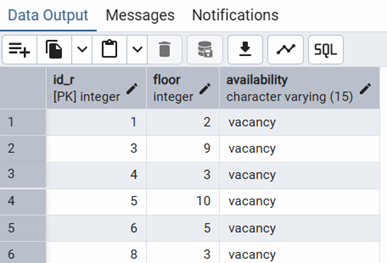 Data Output Messages Notifications
SQL
id_r floor availability
[PK] integer integer character varying (15)
1 1 2 vacancy
2 3 9 vacancy
3 4 3 vacancy
4 5 10 vacancy
5 6 5 vacancy
6 8 3 vacancy